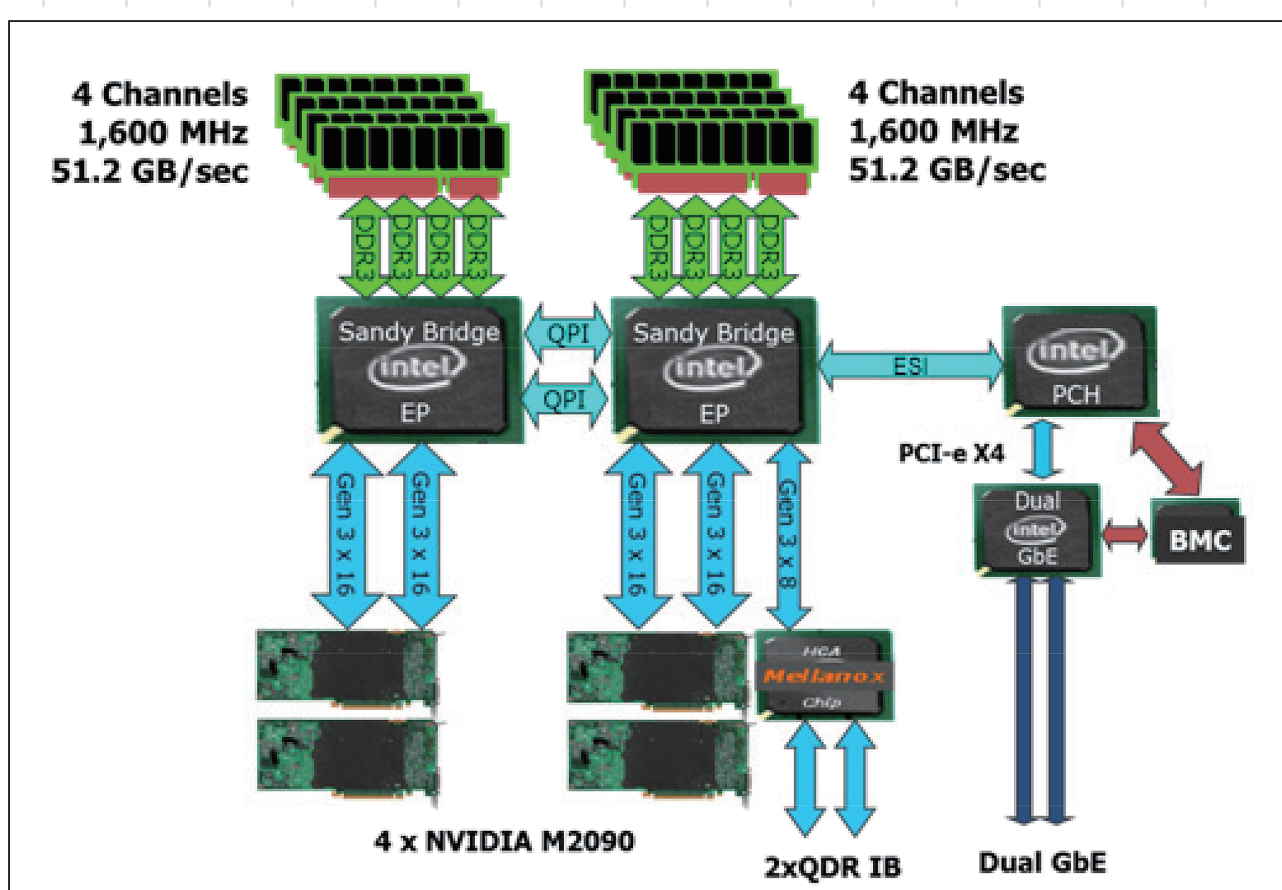 4 Channels
1,600 MHz
51.2 GB/sec
4 Channels
1,600 MHz
51.2 GB/sec
DDR3
DDR3
DDR3
DDR3
DDR3
DDR3
DDR3
DDR3
Sandy Bridge
intel
EP
QPI
QPI
Sandy Bridge
intel
EP
ESI
intel
PCH
PCI-e X4
Dual
intel
GbE
BMC
Gen 3 x 16
Gen 3 x 16
Gen 3 x 16
Gen 3 x 16
Gen 3 x 8
HCA
Mellanox
Chip
4 x NVIDIA M2090
2xQDR IB
Dual GbE